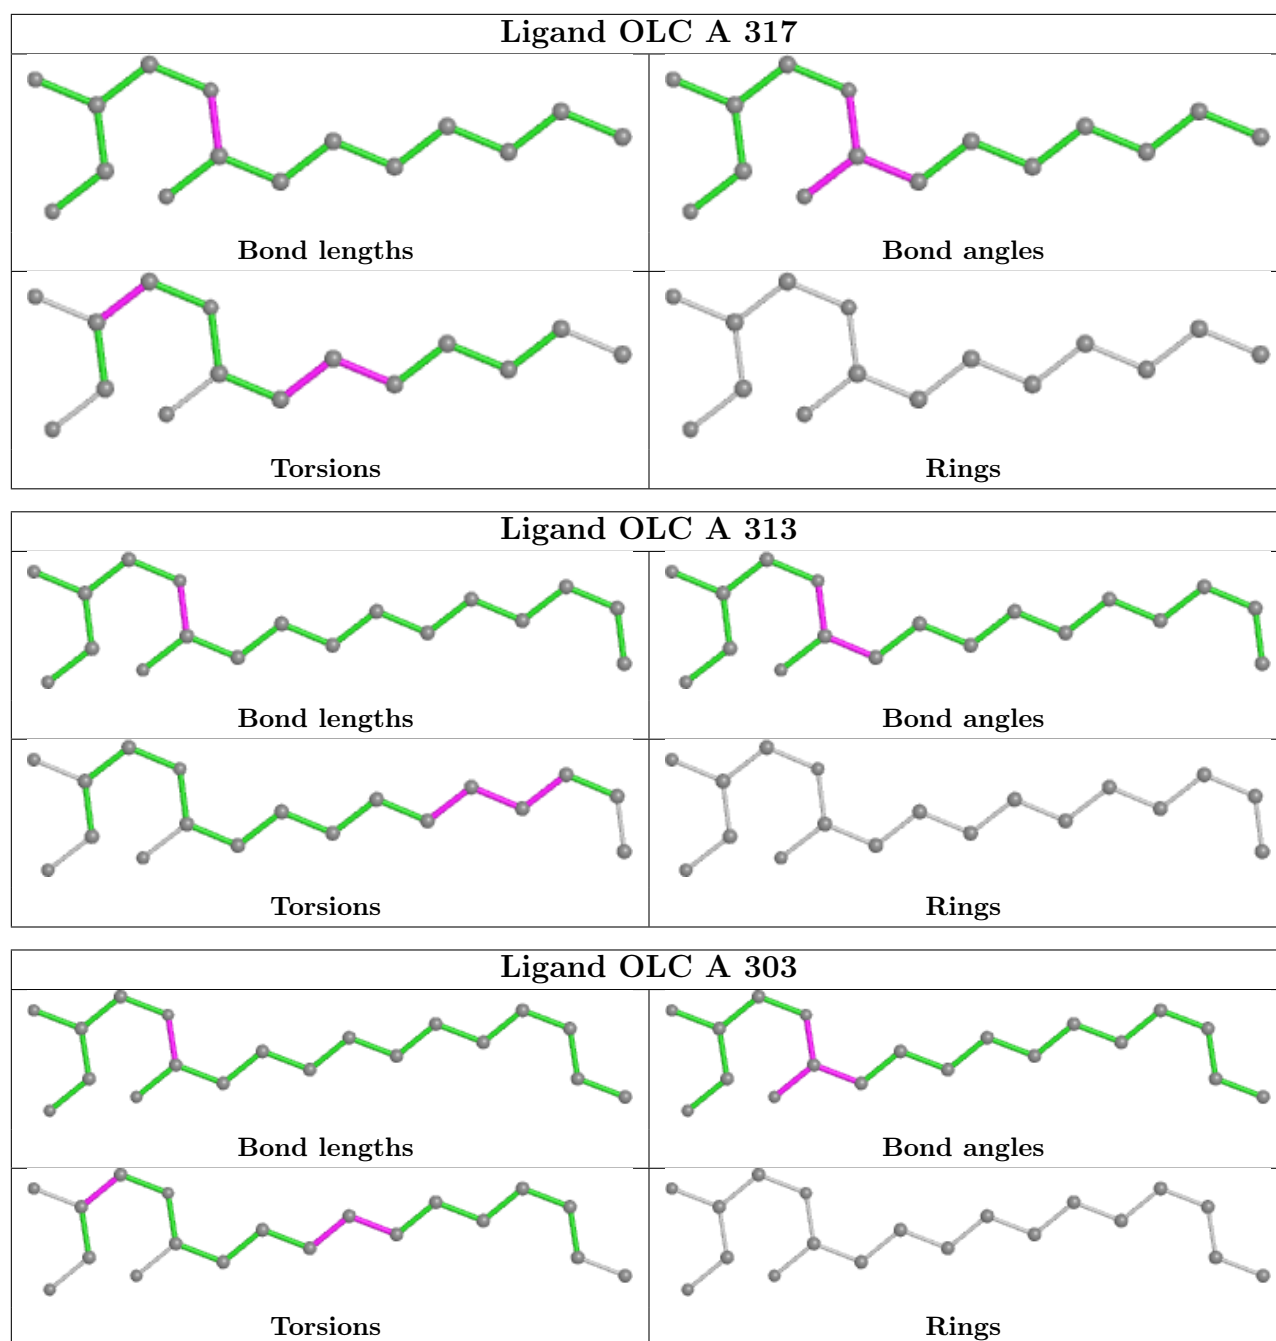 Ligand OLC A 317
Bond lengths
Bond angles
Torsions
Rings
Ligand OLC A 313
Bond lengths
Bond angles
Torsions
Rings
Ligand OLC A 303
Bond lengths
Bond angles
Torsions
Rings